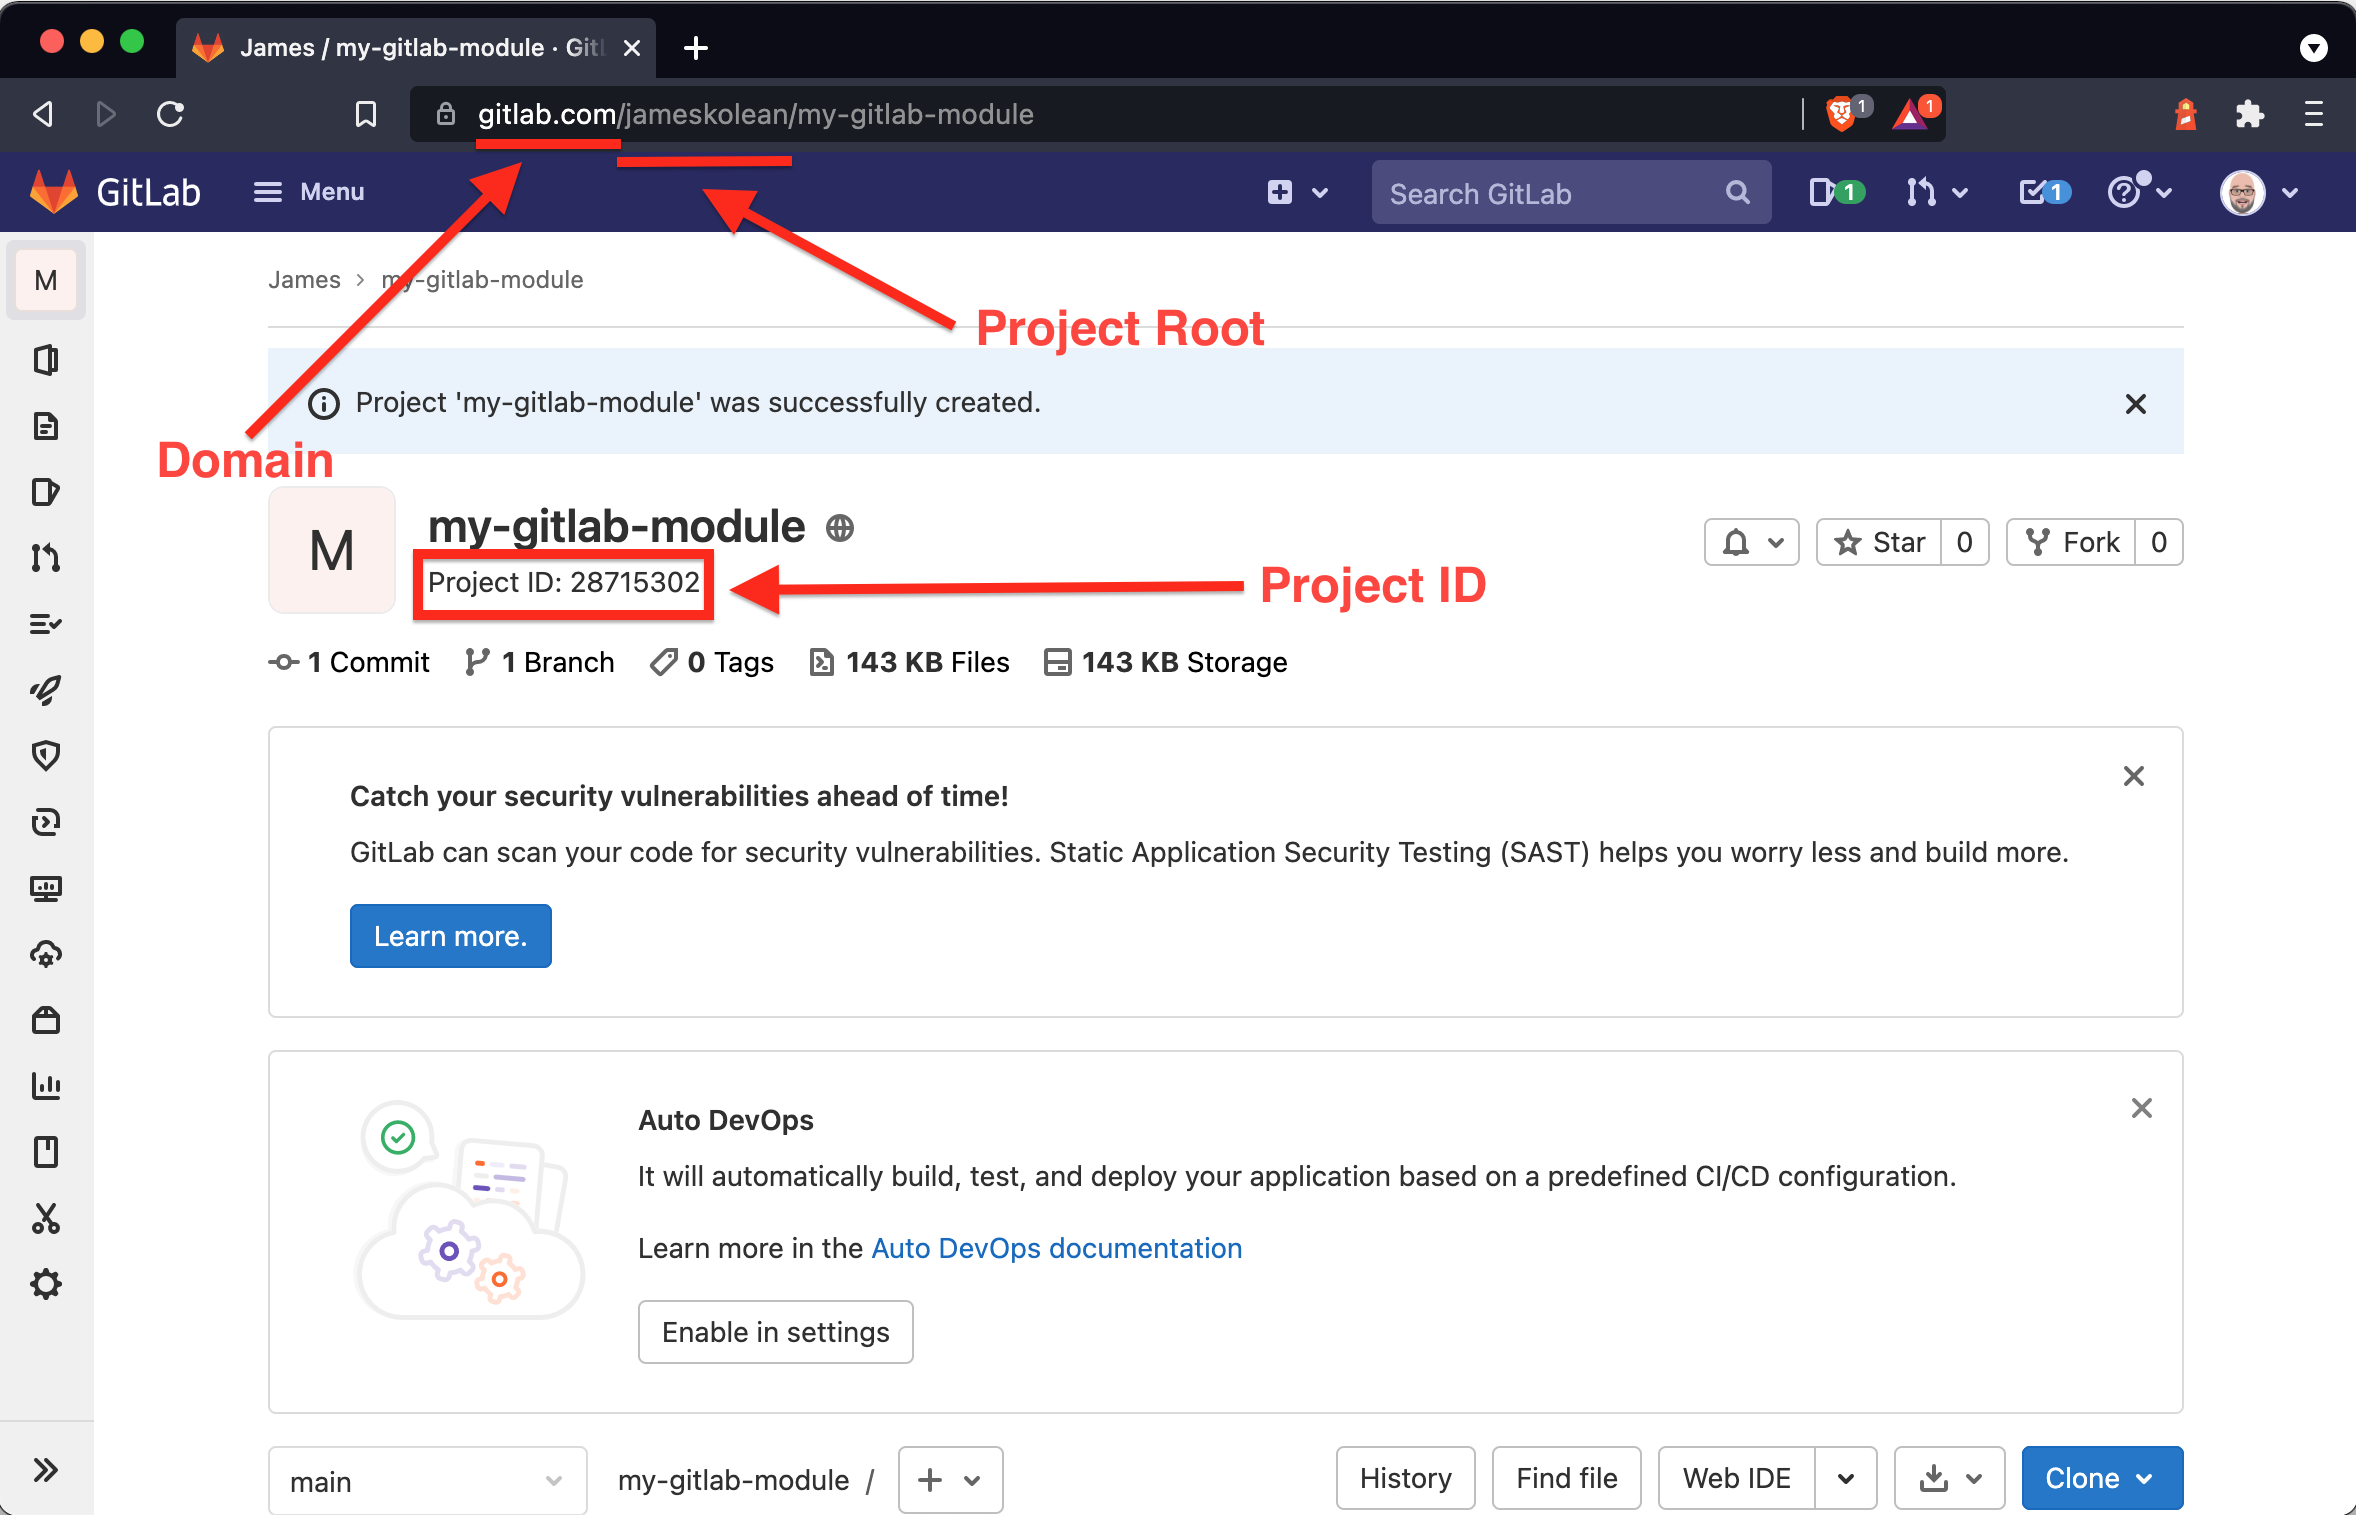 James / my-gitlab-module · Gitl
gitlab.com/jameskolean/my-gitlab-module
1
1
GitLab
Menu
Search GitLab
1
1
M
James › my-gitlab-module
Project Root
Project 'my-gitlab-module' was successfully created.
Domain
M
my-gitlab-module
Project ID: 28715302
Project ID
Star 0
Fork 0
1 Commit 1 Branch 0 Tags 143 KB Files 143 KB Storage
Catch your security vulnerabilities ahead of time!
GitLab can scan your code for security vulnerabilities. Static Application Security Testing (SAST) helps you worry less and build more.
Learn more.
Auto DevOps
It will automatically build, test, and deploy your application based on a predefined CI/CD configuration.
Learn more in the Auto DevOps documentation
Enable in settings
main
my-gitlab-module /
History
Find file
Web IDE
Clone